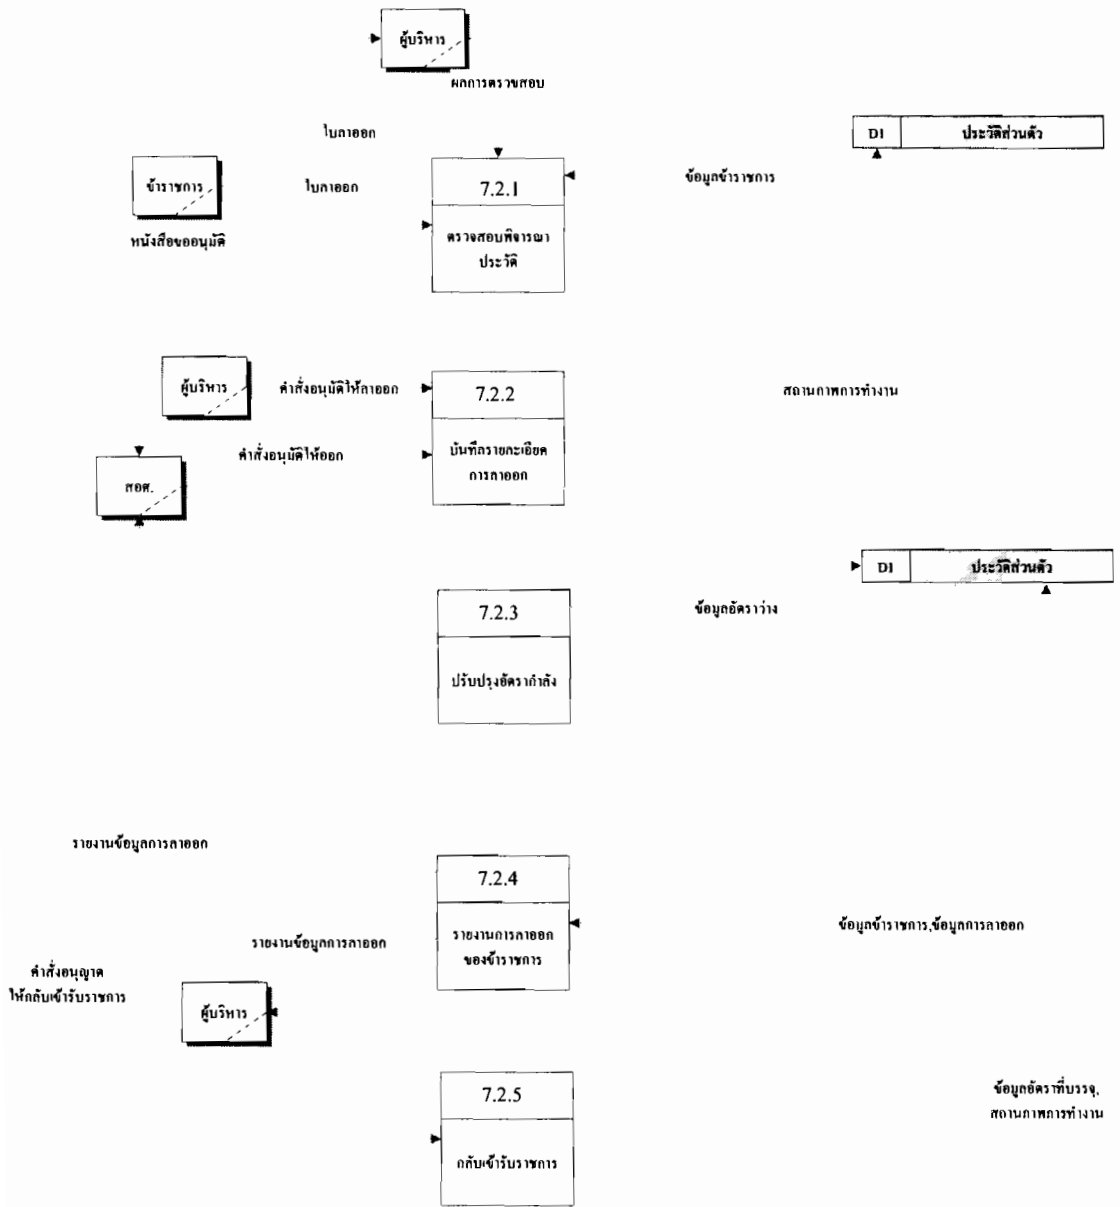 ผู้บริหาร
ผลการตรวจสอบ
ใบลาออก
D1 ประวัติส่วนตัว
ข้าราชการ
ใบลาออก
7.2.1
ข้อมูลข้าราชการ
หนังสือขออนุมัติ
ตรวจสอบพิจารณา
ประวัติ
ผู้บริหาร
คำสั่งอนุมัติให้ลาออก
7.2.2
สถานภาพการทำงาน
คำสั่งอนุมัติให้ออก
บันทึกรายละเอียด
การลาออก
สอศ.
D1 ประวัติส่วนตัว
7.2.3
ข้อมูลอัตราว่าง
ปรับปรุงอัตรากำลัง
รายงานข้อมูลการลาออก
7.2.4
รายงานข้อมูลการลาออก
รายงานการลาออก
ของข้าราชการ
ข้อมูลข้าราชการ,ข้อมูลการลาออก
คำสั่งอนุญาต
ให้กลับเข้ารับราชการ
ผู้บริหาร
7.2.5
ข้อมูลอัตราที่บรรจุ,
สถานภาพการทำงาน
กลับเข้ารับราชการ